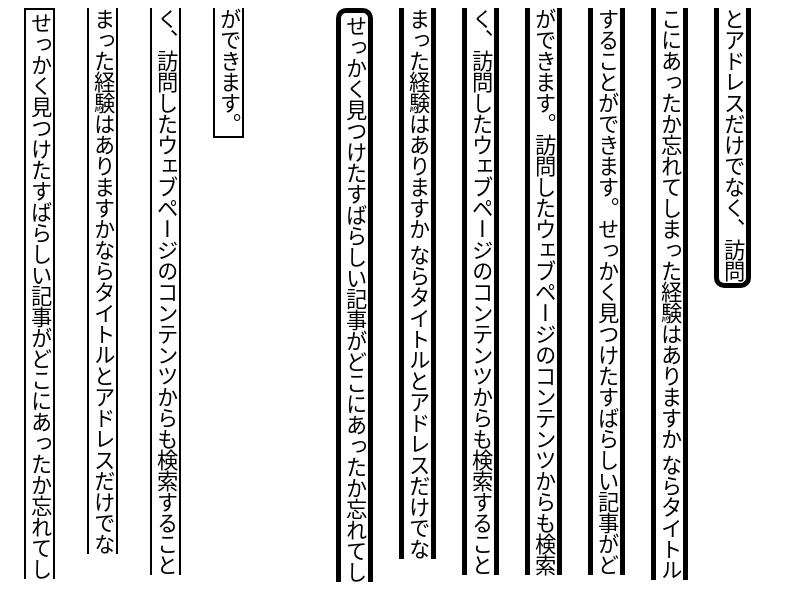 せっかく見つけたすばらしい記事がどこにあったか忘れてし
まった経験はありますかならタイトルとアドレスだけでな
く、訪問したウェブページのコンテンツからも検索すること
ができます。
せっかく見つけたすばらしい記事がどこにあったか忘れてし
まった経験はありますか ならタイトルとアドレスだけでな
く、訪問したウェブページのコンテンツからも検索すること
ができます。訪問したウェブページのコンテンツからも検索
することができます。せっかく見つけたすばらしい記事がど
こにあったか忘れてしまった経験はありますか ならタイトル
とアドレスだけでなく、訪問